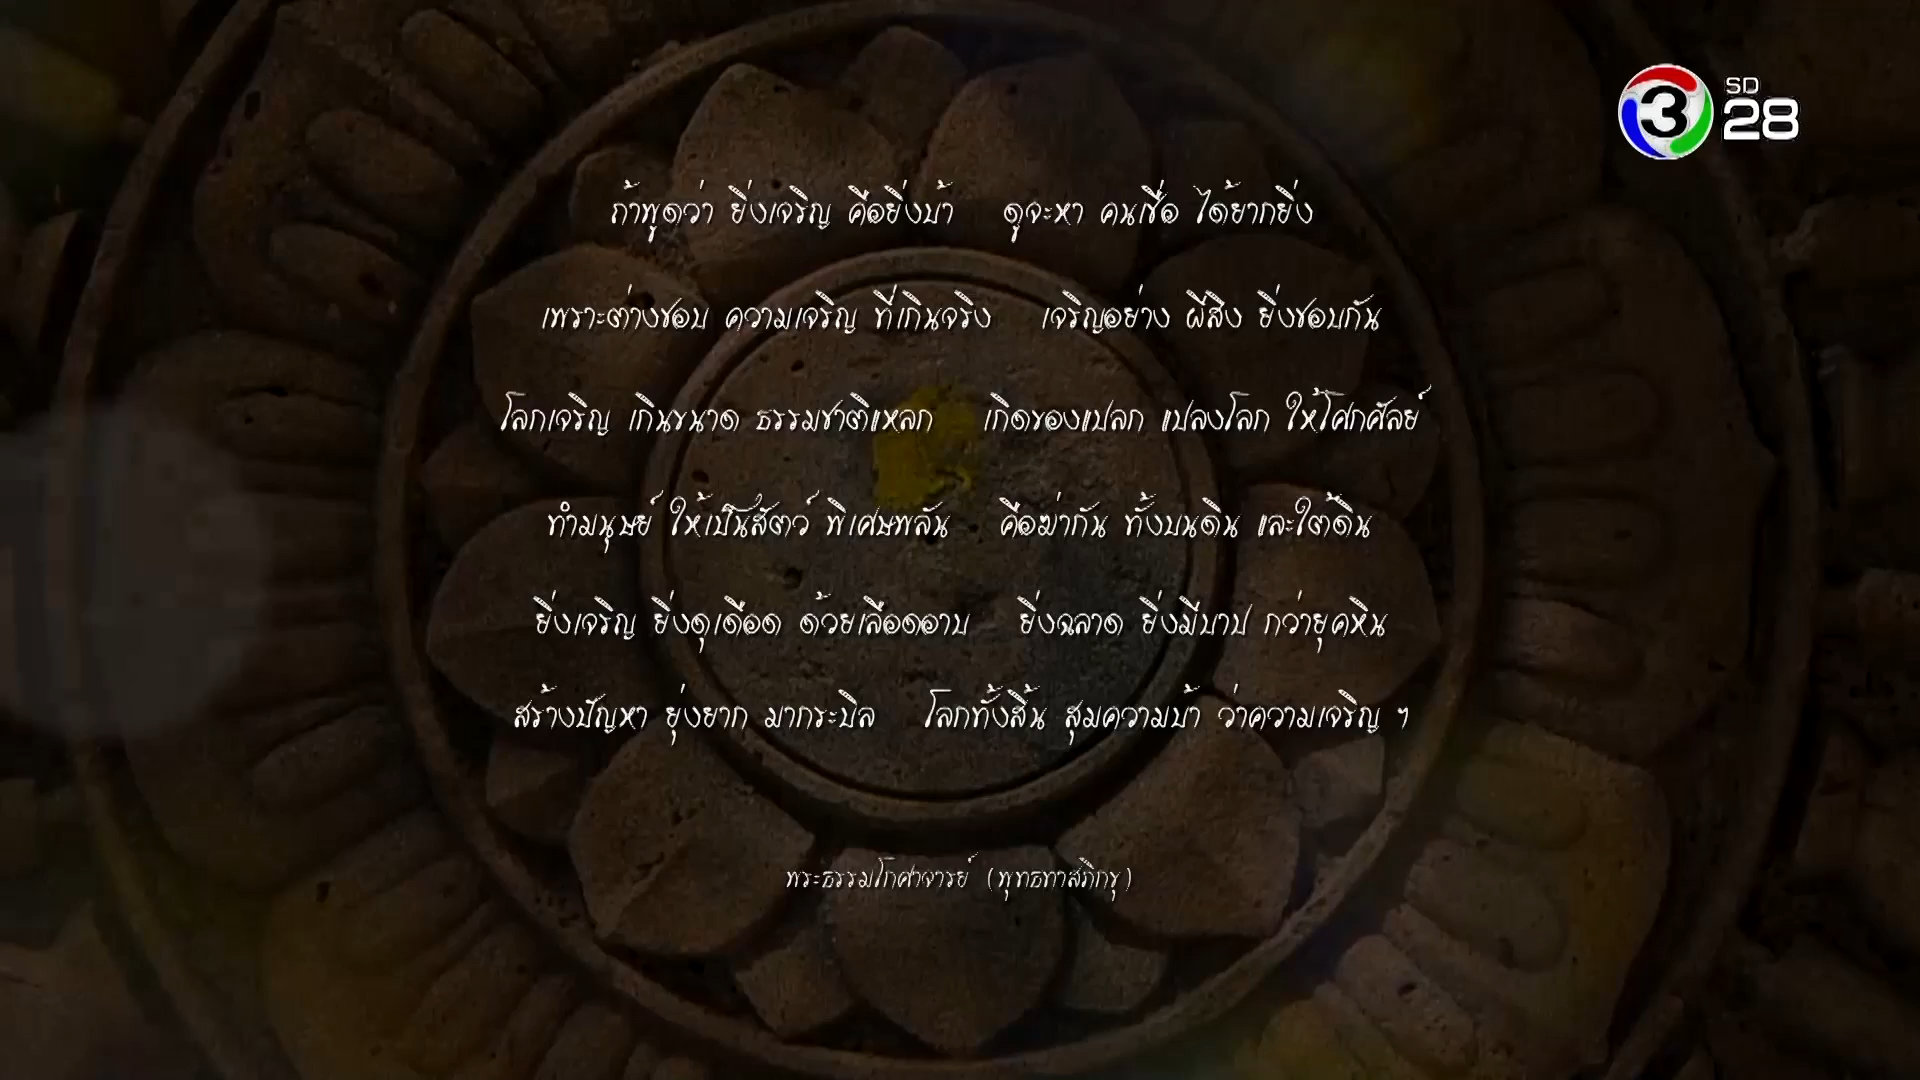 3 SD 28
ถ้าพูดว่า ยิ่งเจริญ คือยิ่งบ้า ดูจะหา คนเชื่อ ได้ยากยิ่ง
เพราะต่างชอบ ความเจริญ ที่เกินจริง เจริญอย่าง ผีสิง ยิ่งชอบกัน
โลกเจริญ เกินขนาด ธรรมชาติแหลก เกิดของแปลก แปลงโลก ให้โศกศัลย์
ทำมนุษย์ ให้เป็นสัตว์ พิเศษพลัน คือฆ่ากัน ทั้งบนดิน และใต้ดิน
ยิ่งเจริญ ยิ่งดุเดือด ด้วยเลือดอาบ ยิ่งฉลาด ยิ่งมีบาป กว่ายุคหิน
สร้างปัญหา ยุ่งยาก มากระบิล โลกทั้งสิ้น สุมความบ้า ว่าความเจริญ ฯ
พระธรรมโกศาจารย์ (พุทธทาสภิกขุ)